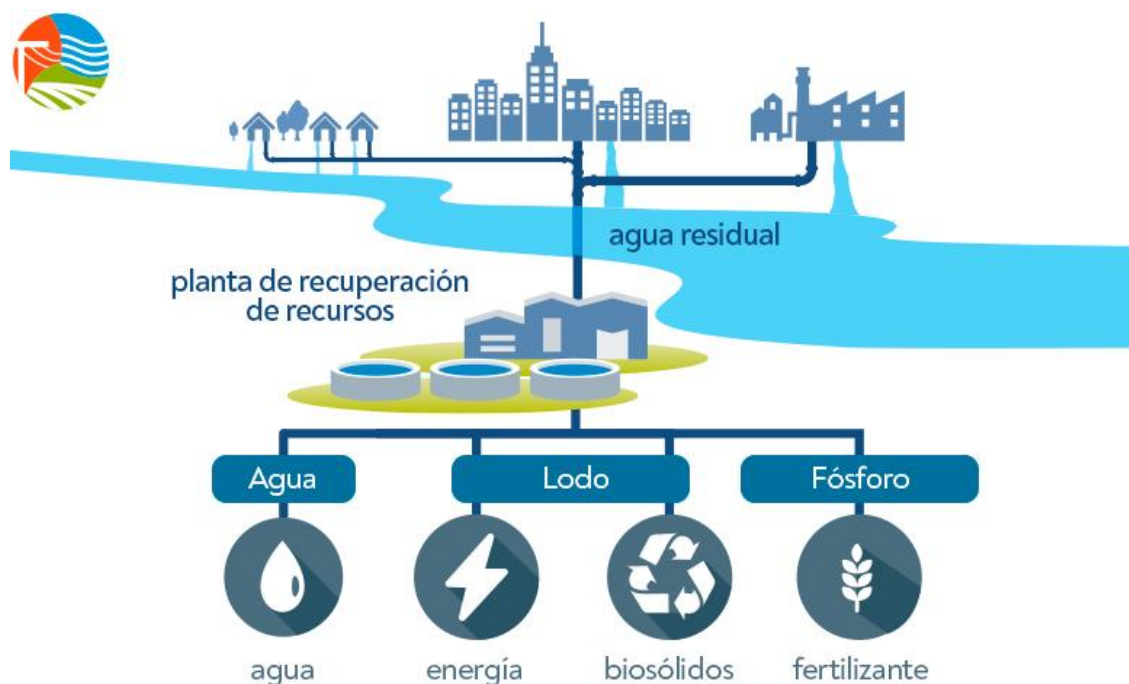 agua residual
planta de recuperación
de recursos
Agua
Lodo
Fósforo
agua
energía
biosólidos
fertilizante